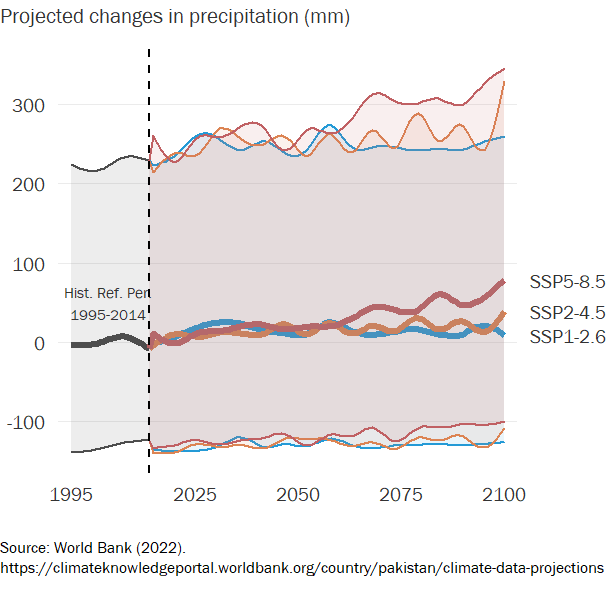 Projected changes in precipitation (mm)
300
200
100
0
-100
Hist. Ref. Per
1995-2014
SSP5-8.5
SSP2-4.5
SSP1-2.6
1995
2025
2050
2075
2100
Source: World Bank (2022).
https://climateknowledgeportal.worldbank.org/country/pakistan/climate-data-projections